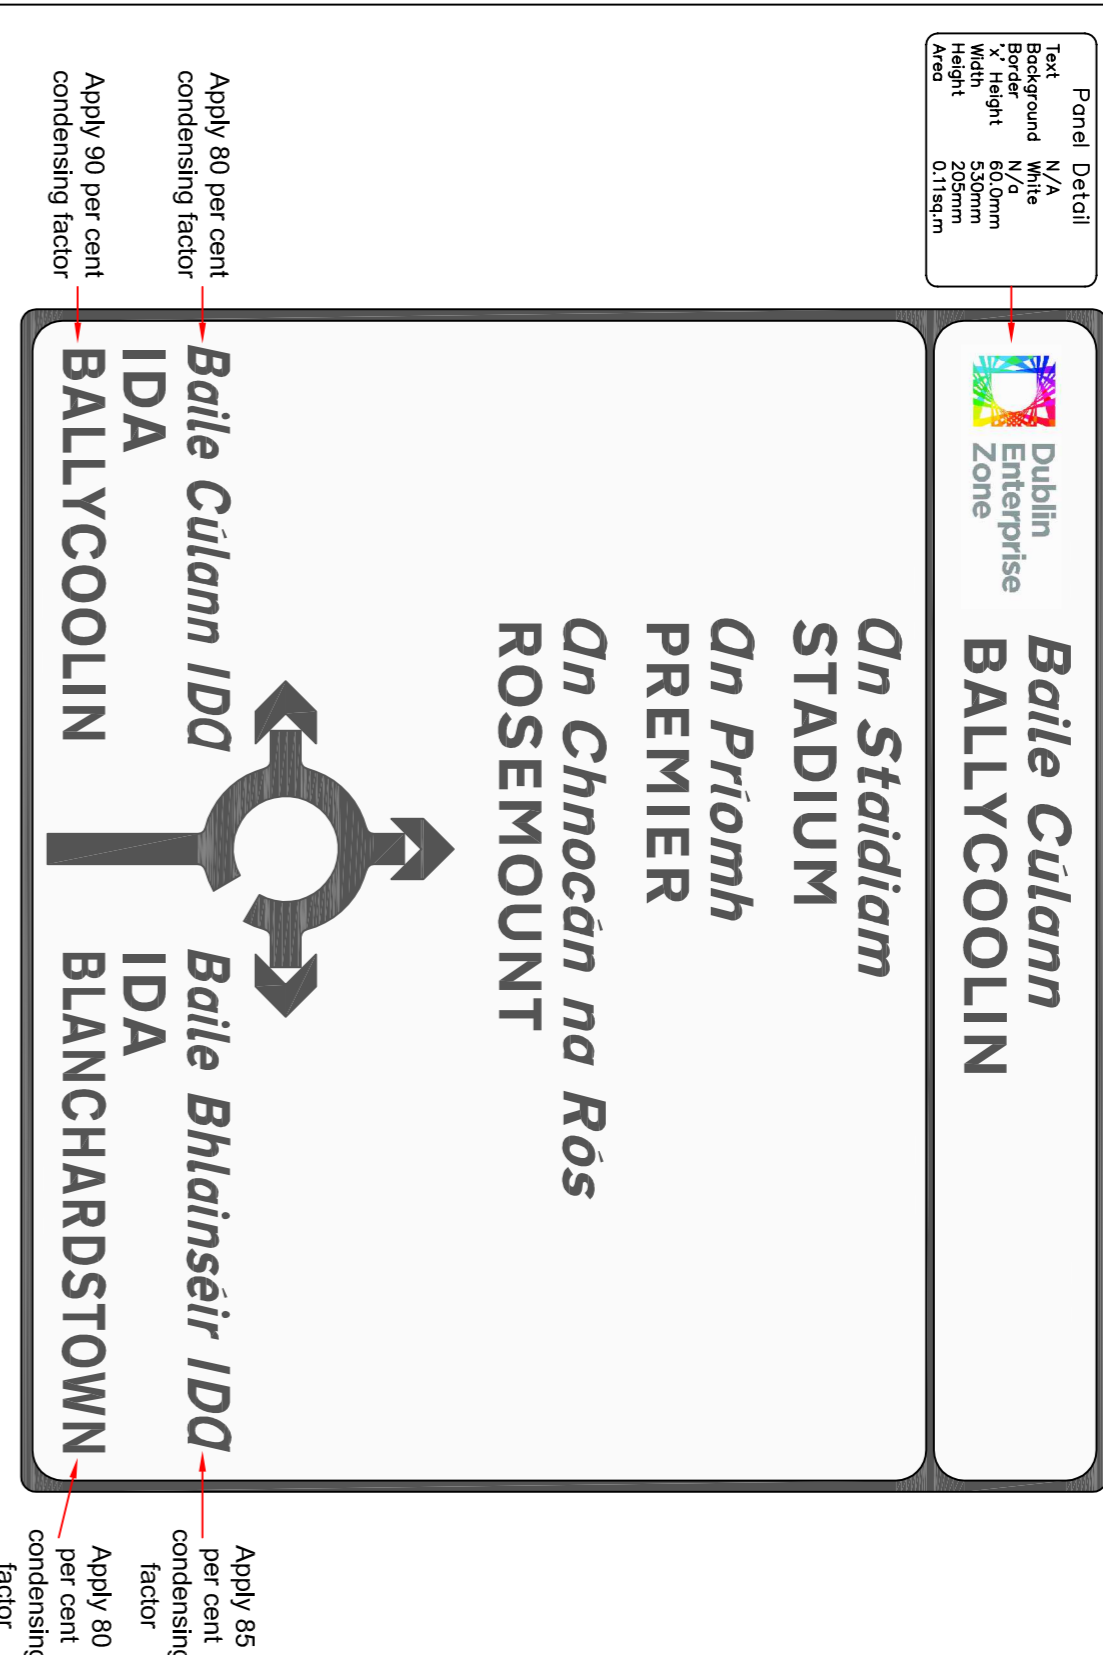 Panel Detail
Text N/A
Background White
Border N/a
'x' Height 60.0mm
Width 530mm
Height 205mm
Area 0.11sq.m
Dublin
Enterprise
Zone
Baile Cúlann
BALLYCOOLIN
an Staidiam
STADIUM
an Príomh
PREMIER
an Chnocán na Rós
ROSEMOUNT
Apply 80 per cent
condensing factor
Baile Cúlann IDa
IDA
BALLYCOOLIN
Apply 90 per cent
condensing factor
Baile Bhlainséir IDa
IDA
BLANCHARDSTOWN
Apply 85
per cent
condensing
factor
Apply 80
per cent
condensing
factor